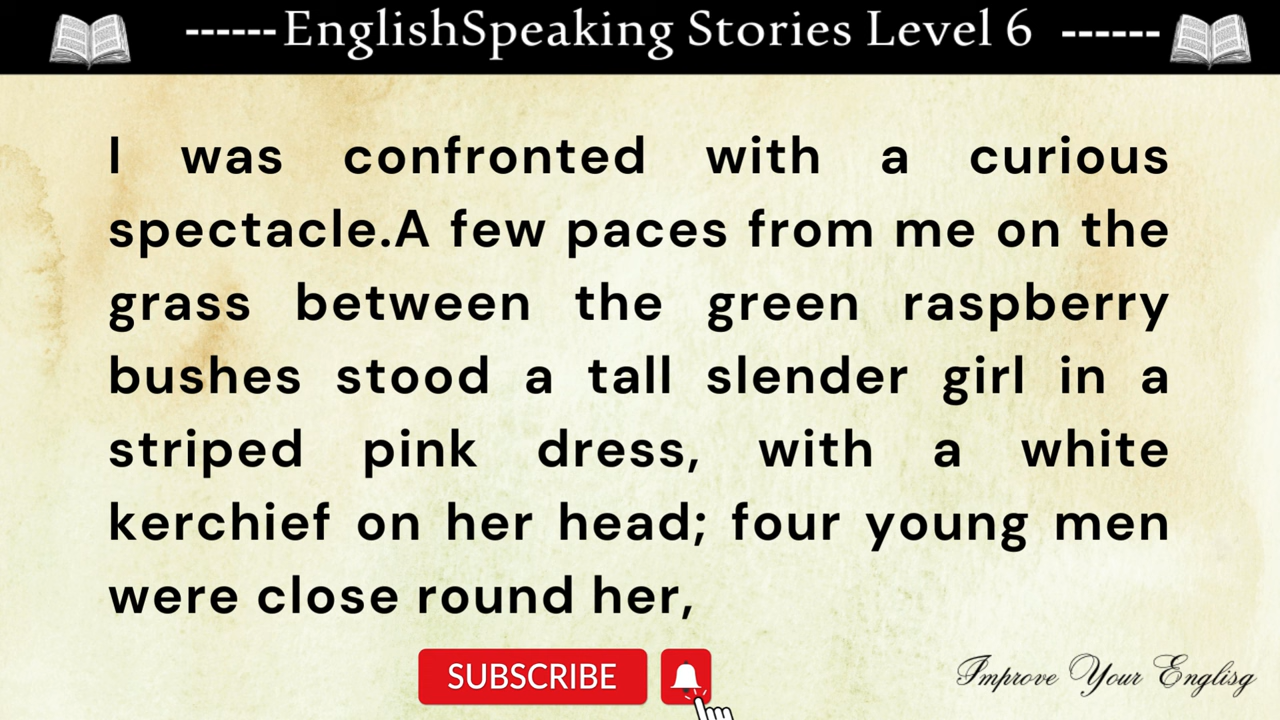 ------EnglishSpeaking Stories Level 6 ------
I was confronted with a curious
spectacle.A few paces from me on the
grass between the green raspberry
bushes stood a tall slender girl in a
striped pink dress, with a white
kerchief on her head; four young men
were close round her,
SUBSCRIBE
Improve Your Englisg